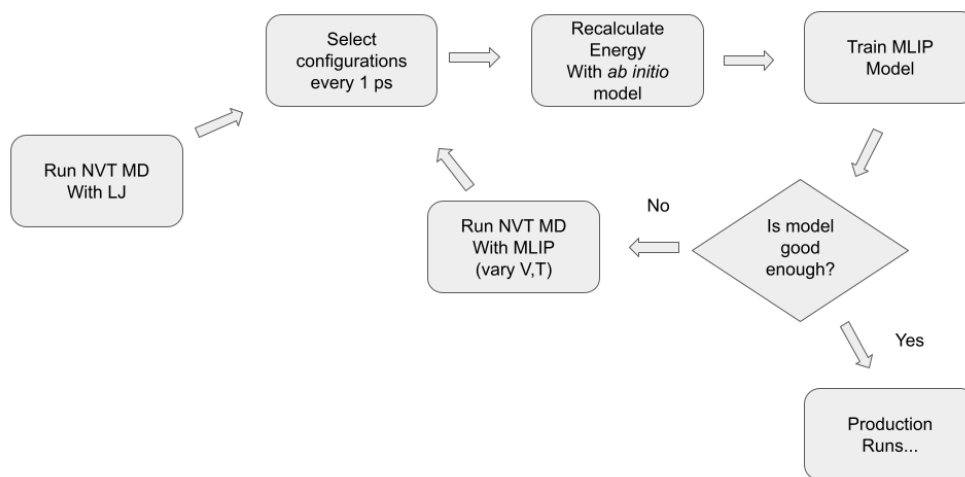 Run NVT MD
With LJ
Select
configurations
every 1 ps
Recalculate
Energy
With ab initio
model
Train MLIP
Model
Is model
good
enough?
No
Run NVT MD
With MLIP
(vary V,T)
Yes
Production
Runs...